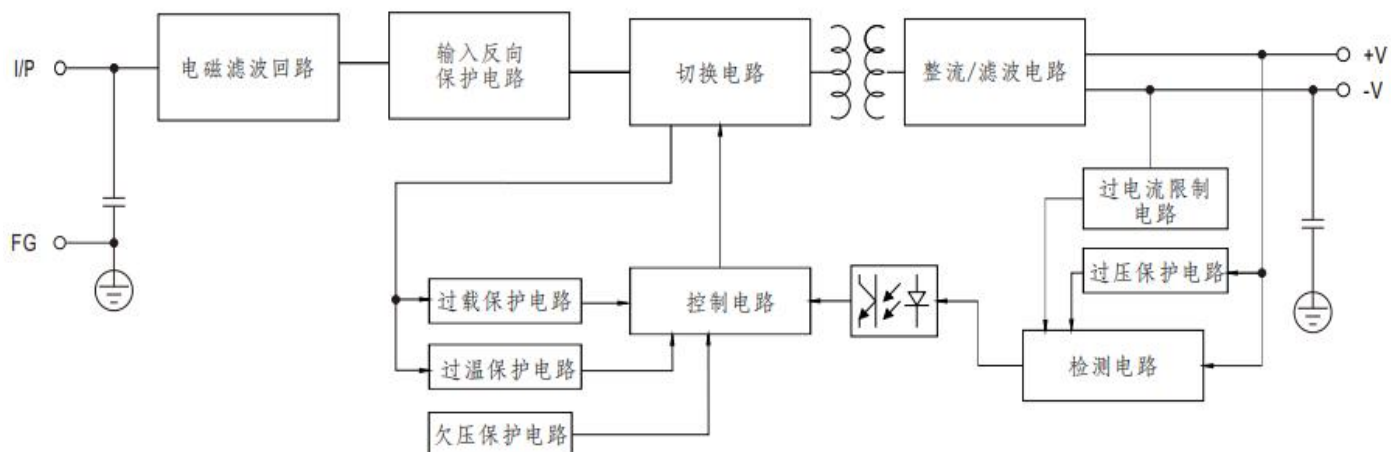 I/P
电磁滤波回路
输入反向
保护电路
切换电路
整流/滤波电路
+V
-V
过电流限制
电路
FG
过载保护电路
控制电路
过压保护电路
过温保护电路
检测电路
欠压保护电路